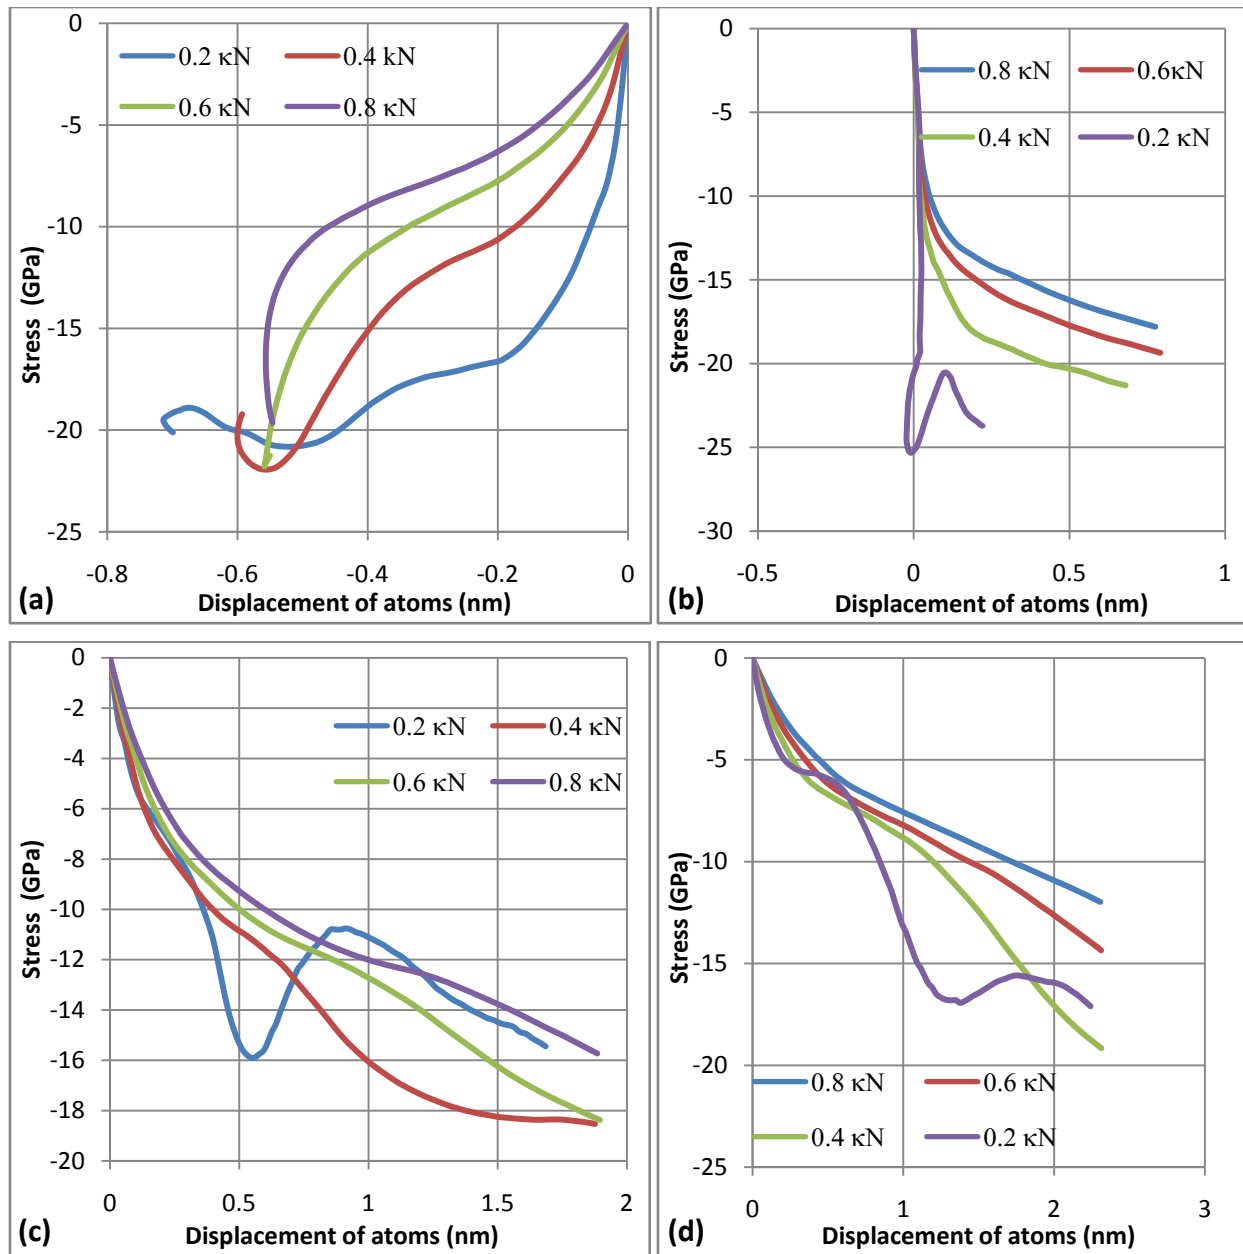 0
-5
-10
-15
-20
-25
Stress (GPa)
0.2 κN
0.4 kN
0.6 κN
0.8 κN
-0.8
-0.6
-0.4
-0.2
0
Displacement of atoms (nm)
(a)
0
-5
-10
-15
-20
-25
-30
Stress (GPa)
0.8 κN
0.6κN
0.4 κN
0.2 κN
-0.5
0
0.5
1
Displacement of atoms (nm)
(b)
0
-2
-4
-6
-8
-10
-12
-14
-16
-18
-20
Stress (GPa)
0.2 κN
0.4 κN
0.6 κN
0.8 κN
0
0.5
1
1.5
2
Displacement of atoms (nm)
(c)
0
-5
-10
-15
-20
-25
Stress (GPa)
0.8 κN
0.6 κN
0.4 κN
0.2 κN
0
1
2
3
Displacement of atoms (nm)
(d)